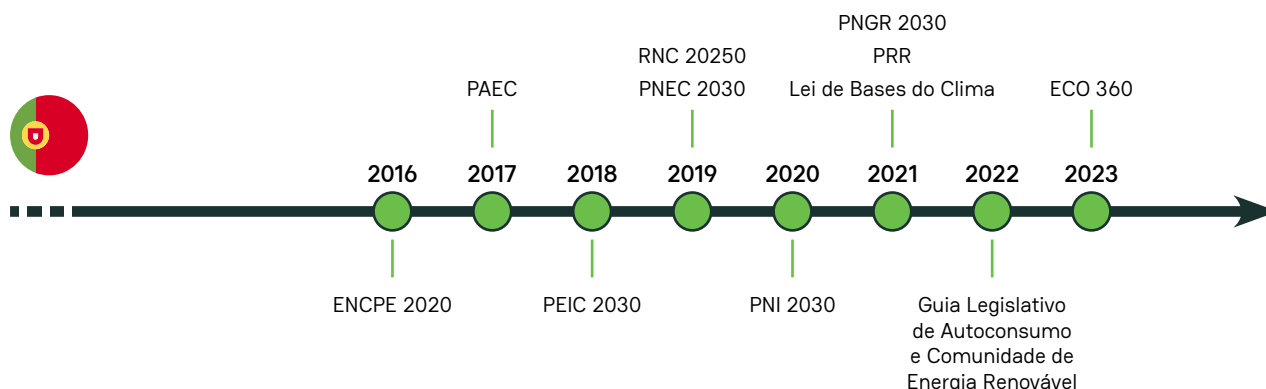 PNGR 2030
RNC 20250
PRR
PAEC
PNEC 2030
Lei de Bases do Clima
ECO 360
2016
2017
2018
2019
2020
2021
2022
2023
ENCPE 2020
PEIC 2030
PNI 2030
Guia Legislativo
de Autoconsumo
e Comunidade de
Energia Renovável